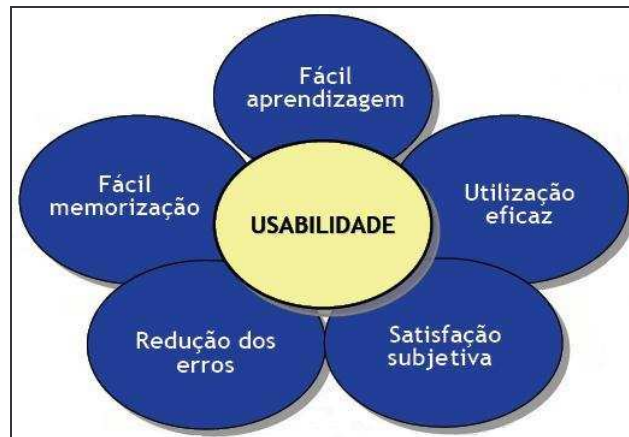 Fácil
aprendizagem
Fácil
memorização
USABILIDADE
Utilização
eficaz
Redução dos
erros
Satisfação
subjetiva